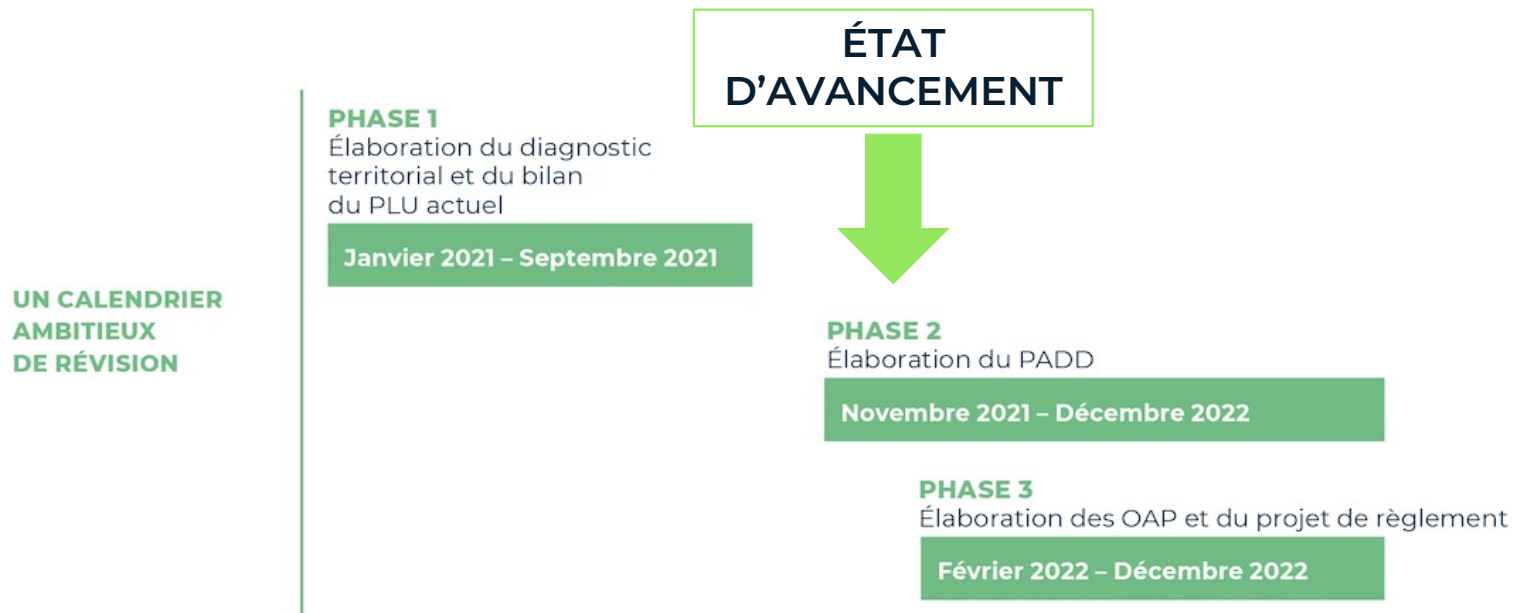 ÉTAT
D’AVANCEMENT
PHASE 1
Élaboration du diagnostic
territorial et du bilan
du PLU actuel
Janvier 2021 – Septembre 2021
UN CALENDRIER
AMBITIEUX
DE RÉVISION
PHASE 2
Élaboration du PADD
Novembre 2021 – Décembre 2022
PHASE 3
Élaboration des OAP et du projet de règlement
Février 2022 – Décembre 2022